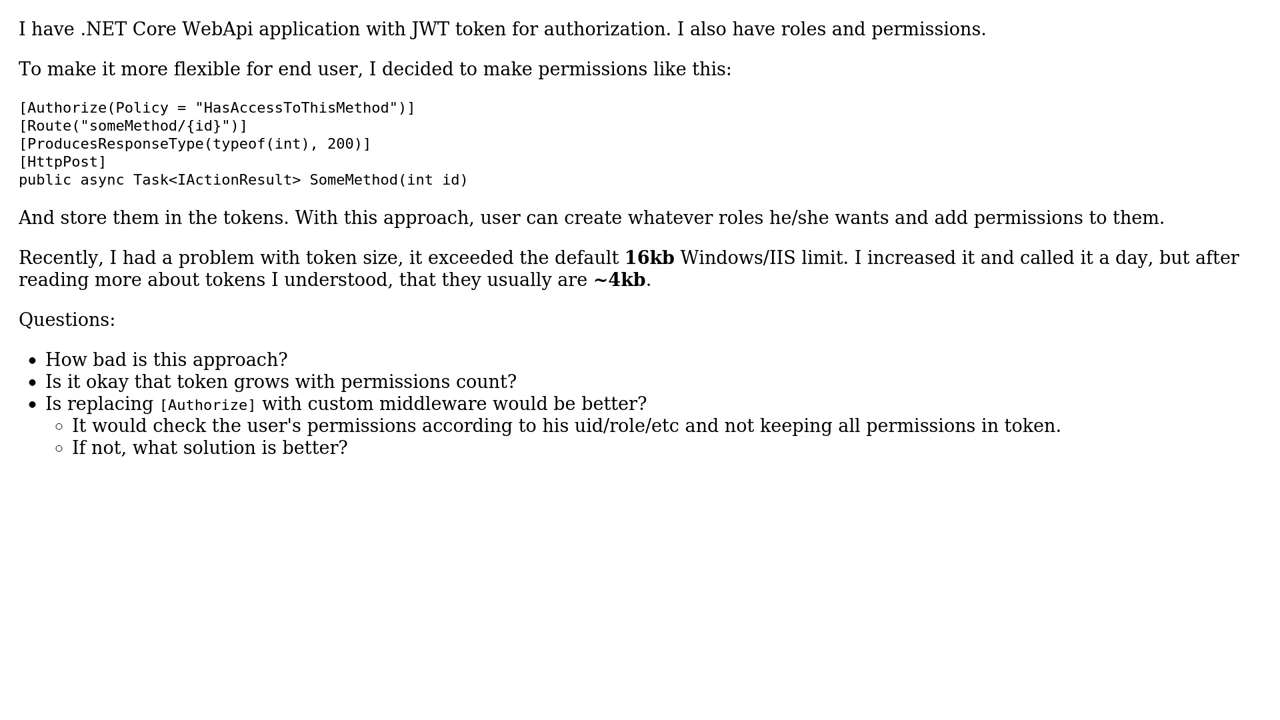 I have .NET Core WebApi application with JWT token for authorization. I also have roles and permissions.
To make it more flexible for end user, I decided to make permissions like this:
[Authorize(Policy = "HasAccessToThisMethod")]
[Route("someMethod/{id}")]
[ProducesResponseType(typeof(int), 200)]
[HttpPost]
public async Task<IActionResult> SomeMethod(int id)
And store them in the tokens. With this approach, user can create whatever roles he/she wants and add permissions to them.
Recently, I had a problem with token size, it exceeded the default 16kb Windows/IIS limit. I increased it and called it a day, but after
reading more about tokens I understood, that they usually are ~4kb.
Questions:
• How bad is this approach?
• Is it okay that token grows with permissions count?
• Is replacing [Authorize] with custom middleware would be better?
◦ It would check the user's permissions according to his uid/role/etc and not keeping all permissions in token.
◦ If not, what solution is better?